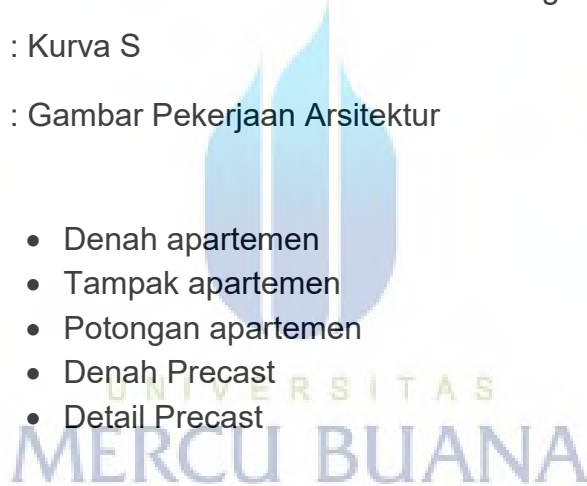 : Kurva S
: Gambar Pekerjaan Arsitektur
• Denah apartemen
• Tampak apartemen
• Potongan apartemen
• Denah Precast
• Detail Precast
UNIVERSITAS
MERCU BUANA